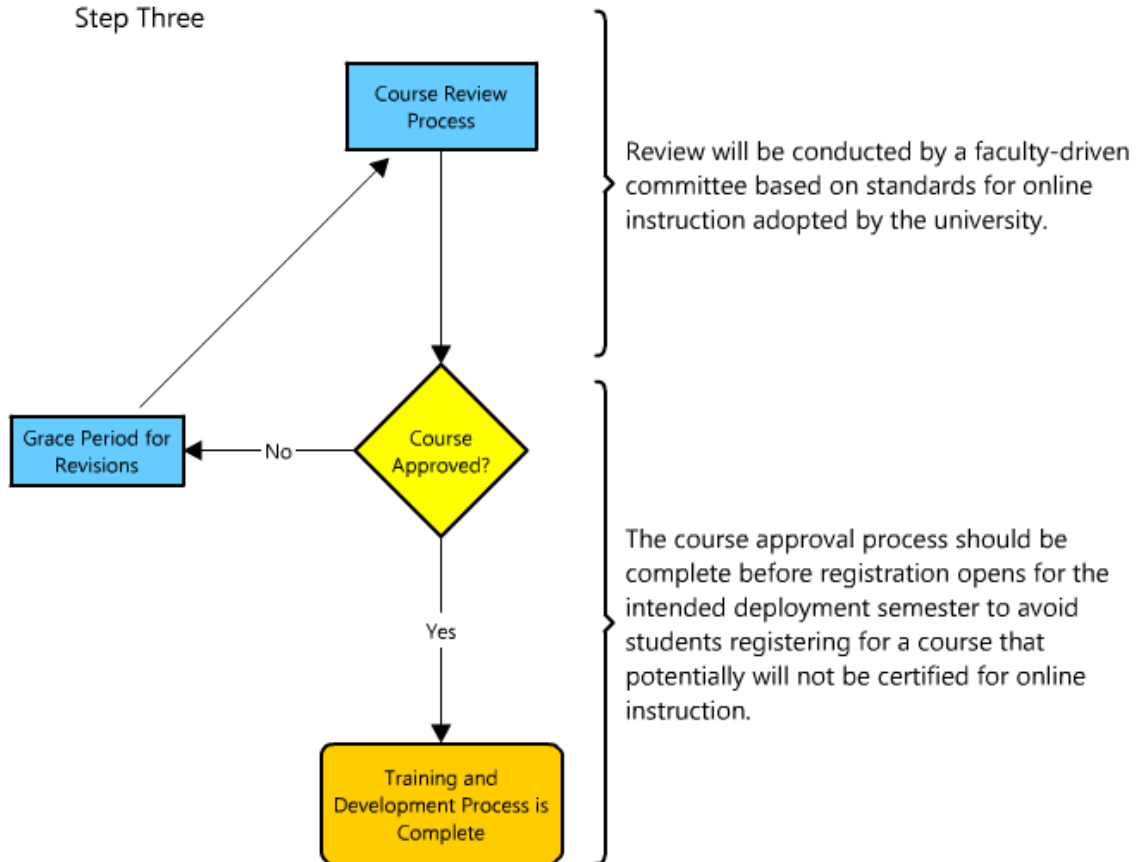 Step Three
Course Review
Process
Review will be conducted by a faculty-driven
committee based on standards for online
instruction adopted by the university.
Grace Period for
Revisions
No
Course
Approved?
Yes
The course approval process should be
complete before registration opens for the
intended deployment semester to avoid
students registering for a course that
potentially will not be certified for online
instruction.
Training and
Development Process is
Complete